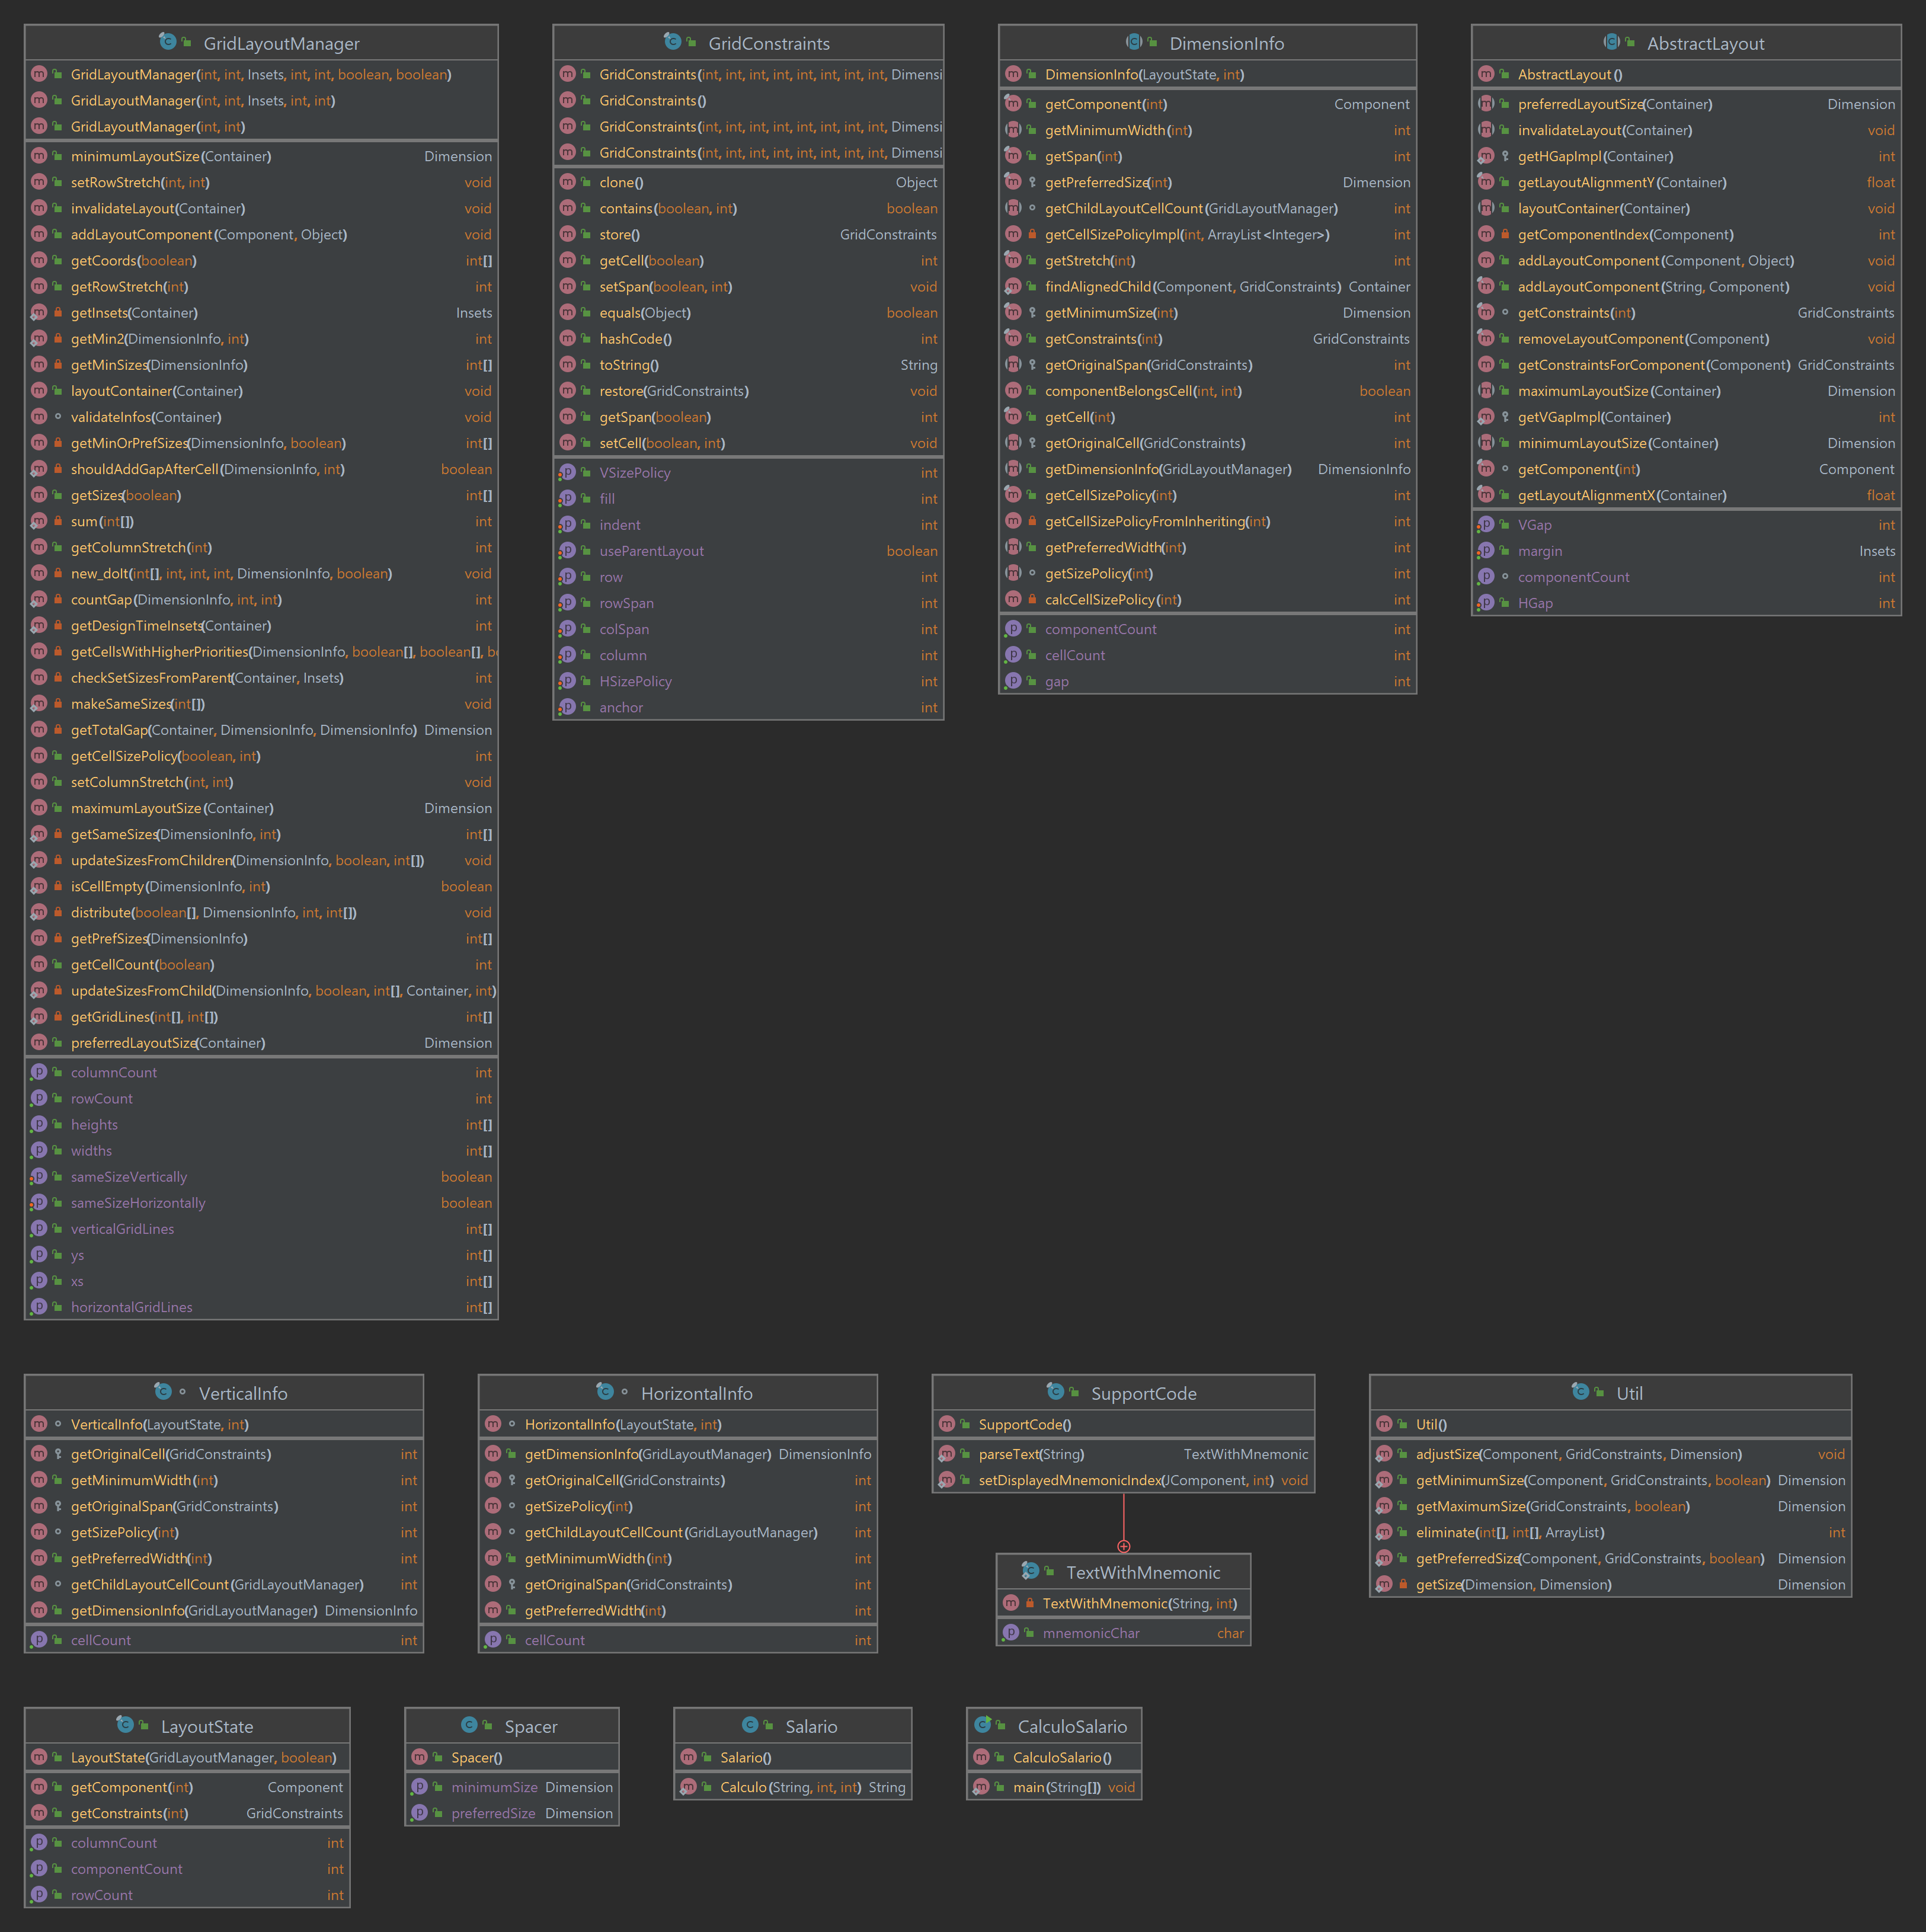 GridLayoutManager
GridLayoutManager(int, int, Insets, int, int, boolean, boolean)
GridLayoutManager(int, int, Insets, int, int)
GridLayoutManager(int, int)
minimumLayoutSize(Container) Dimension
setRowStretch(int, int) void
invalidateLayout(Container) void
addLayoutComponent(Component, Object) void
getCoords(boolean) int[]
getRowStretch(int) int
getInsets(Container) Insets
getMin2(DimensionInfo, int) int
getMinSizes(DimensionInfo) int[]
layoutContainer(Container) void
validateInfos(Container) void
getMinOrPrefSizes(DimensionInfo, boolean) int[]
shouldAddGapAfterCell(DimensionInfo, int) boolean
getSizes(boolean) int[]
sum(int[]) int
getColumnStretch(int) int
new_doIt(int[], int, int, int, DimensionInfo, boolean) void
countGap(DimensionInfo, int, int) int
getDesignTimeInsets(Container) int
getCellsWithHigherPriorities(DimensionInfo, boolean[], boolean[], b
checkSetSizesFromParent(Container, Insets) int
makeSameSizes(int[]) void
getTotalGap(Container, DimensionInfo, DimensionInfo) Dimension
getCellSizePolicy(boolean, int) int
setColumnStretch(int, int) void
maximumLayoutSize(Container) Dimension
getSameSizes(DimensionInfo, int) int[]
updateSizesFromChildren(DimensionInfo, boolean, int[]) void
isCellEmpty(DimensionInfo, int) boolean
distribute(boolean[], DimensionInfo, int, int[]) void
getPrefSizes(DimensionInfo) int[]
getCellCount(boolean) int
updateSizesFromChild(DimensionInfo, boolean, int[], Container, int)
getGridLines(int[], int[]) int[]
preferredLayoutSize(Container) Dimension
columnCount int
rowCount int
heights int[]
widths int[]
sameSizeVertically boolean
sameSizeHorizontally boolean
verticalGridLines int[]
ys int[]
xs int[]
horizontalGridLines int[]
GridConstraints
GridConstraints(int, int, int, int, int, int, int, int, Dimensi
GridConstraints()
GridConstraints(int, int, int, int, int, int, int, int, Dimensi
GridConstraints(int, int, int, int, int, int, int, int, Dimensi
clone() Object
contains(boolean, int) boolean
store() GridConstraints
getCell(boolean) int
setSpan(boolean, int) void
equals(Object) boolean
hashCode() int
toString() String
restore(GridConstraints) void
getSpan(boolean) int
setCell(boolean, int) void
VSizePolicy int
fill int
indent int
useParentLayout boolean
row int
rowSpan int
colSpan int
column int
HSizePolicy int
anchor int
DimensionInfo
DimensionInfo(LayoutState, int)
getComponent(int) Component
getMinimumWidth(int) int
getSpan(int) int
getPreferredSize(int) Dimension
getChildLayoutCellCount(GridLayoutManager) int
getCellSizePolicyImpl(int, ArrayList<Integer>) int
getStretch(int) int
findAlignedChild(Component, GridConstraints) Container
getMinimumSize(int) Dimension
getConstraints(int) GridConstraints
getOriginalSpan(GridConstraints) int
componentBelongsCell(int, int) boolean
getCell(int) int
getOriginalCell(GridConstraints) int
getDimensionInfo(GridLayoutManager) DimensionInfo
getCellSizePolicy(int) int
getCellSizePolicyFromInheriting(int) int
getPreferredWidth(int) int
getSizePolicy(int) int
calcCellSizePolicy(int) int
componentCount int
cellCount int
gap int
AbstractLayout
AbstractLayout()
preferredLayoutSize(Container) Dimension
invalidateLayout(Container) void
getHGapImpl(Container) int
getLayoutAlignmentY(Container) float
layoutContainer(Container) void
getComponentIndex(Component) int
addLayoutComponent(Component, Object) void
addLayoutComponent(String, Component) void
getConstraints(int) GridConstraints
removeLayoutComponent(Component) void
getConstraintsForComponent(Component) GridConstraints
maximumLayoutSize(Container) Dimension
getVGapImpl(Container) int
minimumLayoutSize(Container) Dimension
getComponent(int) Component
getLayoutAlignmentX(Container) float
VGap int
margin Insets
componentCount int
HGap int
VerticalInfo
VerticalInfo(LayoutState, int)
getOriginalCell(GridConstraints) int
getMinimumWidth(int) int
getOriginalSpan(GridConstraints) int
getSizePolicy(int) int
getPreferredWidth(int) int
getChildLayoutCellCount(GridLayoutManager) int
getDimensionInfo(GridLayoutManager) DimensionInfo
cellCount int
HorizontalInfo
HorizontalInfo(LayoutState, int)
getDimensionInfo(GridLayoutManager) DimensionInfo
getOriginalCell(GridConstraints) int
getSizePolicy(int) int
getChildLayoutCellCount(GridLayoutManager) int
getMinimumWidth(int) int
getOriginalSpan(GridConstraints) int
getPreferredWidth(int) int
cellCount int
SupportCode
SupportCode()
parseText(String) TextWithMnemonic
setDisplayedMnemonicIndex(JComponent, int) void
TextWithMnemonic
TextWithMnemonic(String, int)
mnemonicChar char
Util
Util()
adjustSize(Component, GridConstraints, Dimension) void
getMinimumSize(Component, GridConstraints, boolean) Dimension
getMaximumSize(GridConstraints, boolean) Dimension
eliminate(int[], int[], ArrayList) int
getPreferredSize(Component, GridConstraints, boolean) Dimension
getSize(Dimension, Dimension) Dimension
LayoutState
LayoutState(GridLayoutManager, boolean)
getComponent(int) Component
getConstraints(int) GridConstraints
columnCount int
componentCount int
rowCount int
Spacer
Spacer()
minimumSize Dimension
preferredSize Dimension
Salario
Salario()
Calculo(String, int, int) String
CalculoSalario
CalculoSalario()
main(String[]) void